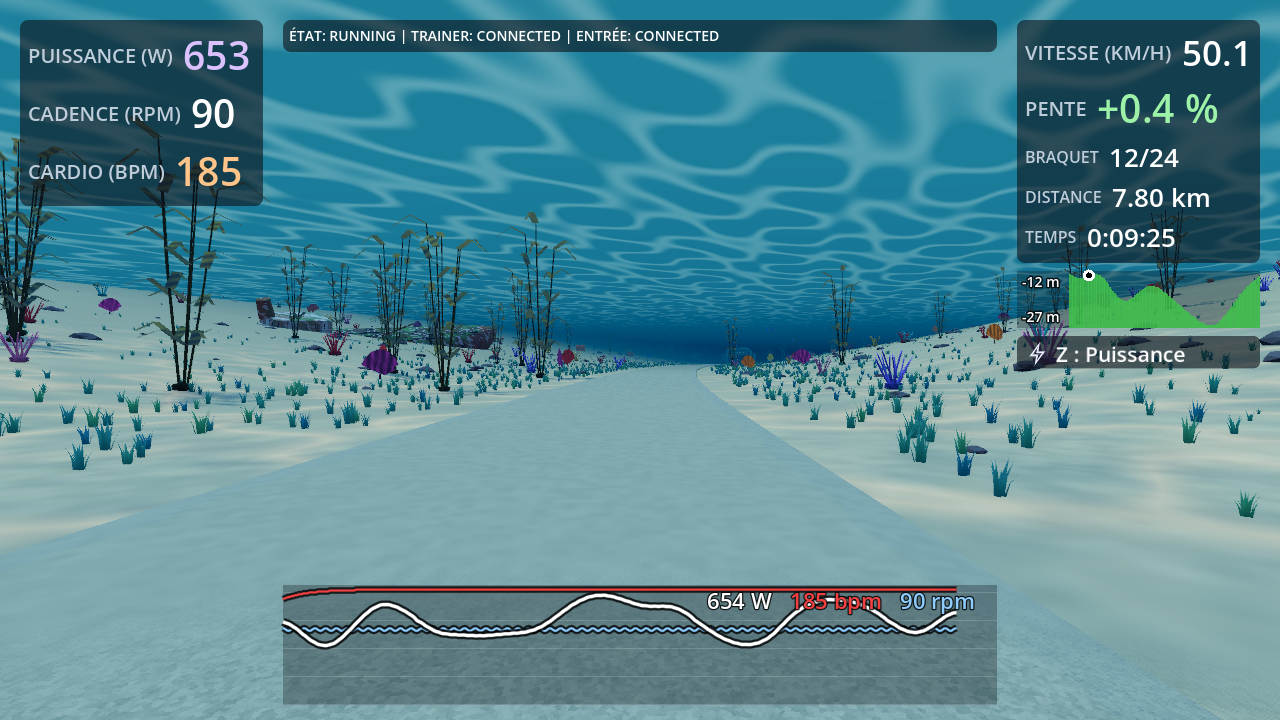 PUISSANCE (W) 653
CADENCE (RPM) 90
CARDIO (BPM) 185
ÉTAT: RUNNING | TRAINER: CONNECTED | ENTRÉE: CONNECTED
VITESSE (KM/H) 50.1
PENTE +0.4 %
BRAQUET 12/24
DISTANCE 7.80 km
TEMPS 0:09:25
-12 m
-27 m
Z : Puissance
654 W 185 bpm 90 rpm